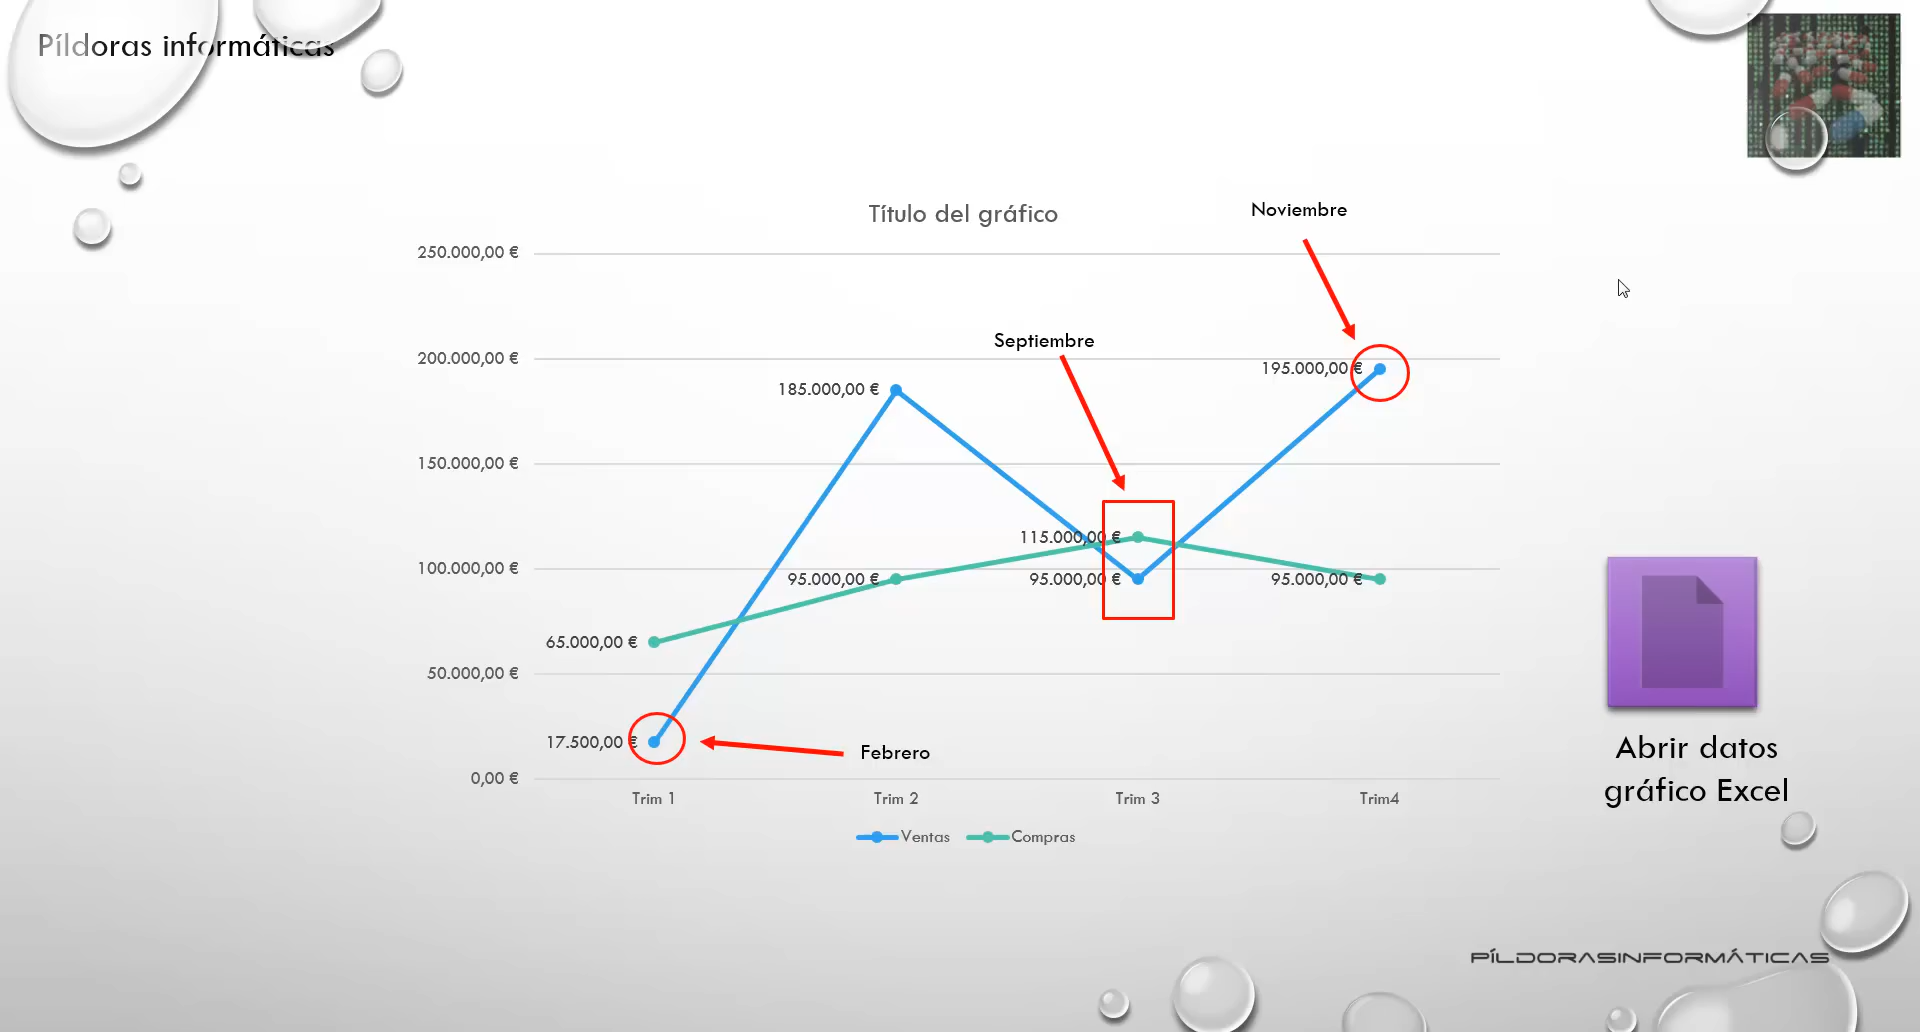 Píldoras informáticas
Título del gráfico
Noviembre
Septiembre
250.000,00 €
200.000,00 €
150.000,00 €
100.000,00 €
50.000,00 €
0,00 €
185.000,00 €
195.000,00 €
115.000,00 €
95.000,00 €
95.000,00 €
95.000,00 €
65.000,00 €
17.500,00 €
Febrero
Trim 1
Trim 2
Trim 3
Trim4
Ventas
Compras
Abrir datos
gráfico Excel
PÍLDORASINFORMÁTICAS